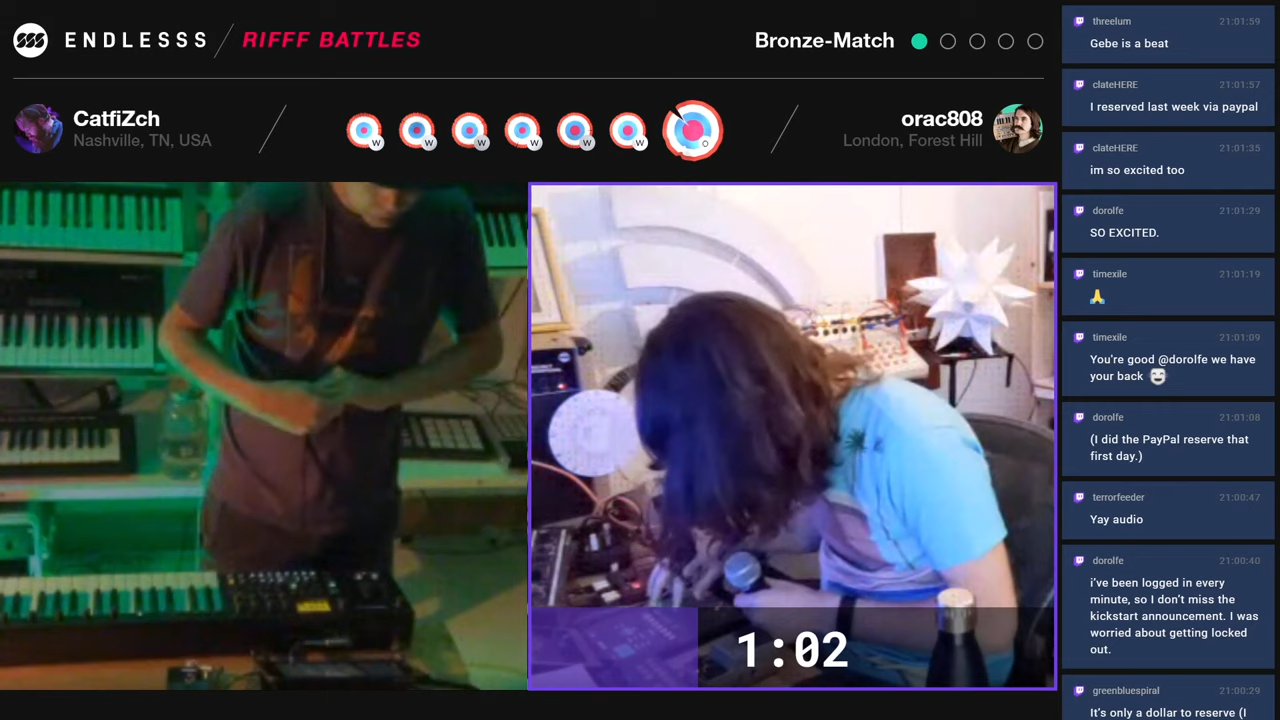 ENDLESSS / RIFFF BATTLES
Bronze-Match
CatfiZch
Nashville, TN, USA
W
W
W
W
W
W
O
orac808
London, Forest Hill
1:02
threelum 21:01:59
Gebe is a beat
clateHERE 21:01:57
I reserved last week via paypal
clateHERE 21:01:35
im so excited too
dorolfe 21:01:29
SO EXCITED.
timexile 21:01:19
🙏
timexile 21:01:09
You're good @dorolfe we have
your back
dorolfe 21:01:08
(I did the PayPal reserve that
first day.)
terrorfeeder 21:00:47
Yay audio
dorolfe 21:00:40
i've been logged in every
minute, so I don't miss the
kickstart announcement. I was
worried about getting locked
out.
greenbluespiral 21:00:29
It's only a dollar to reserve (I